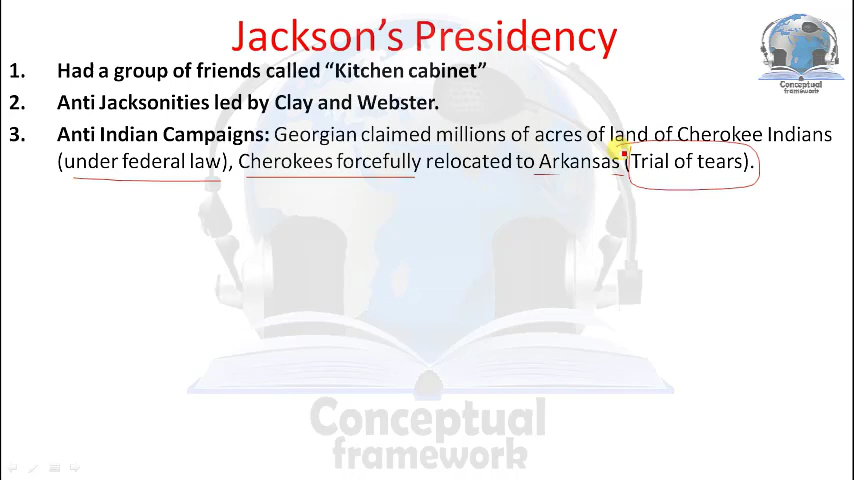 Jackson's Presidency
1. Had a group of friends called “Kitchen cabinet”
2. Anti Jacksonities led by Clay and Webster.
3. Anti Indian Campaigns: Georgian claimed millions of acres of land of Cherokee Indians
(under federal law), Cherokees forcefully relocated to Arkansas (Trial of tears).
Conceptual
framework
Conceptual
framework